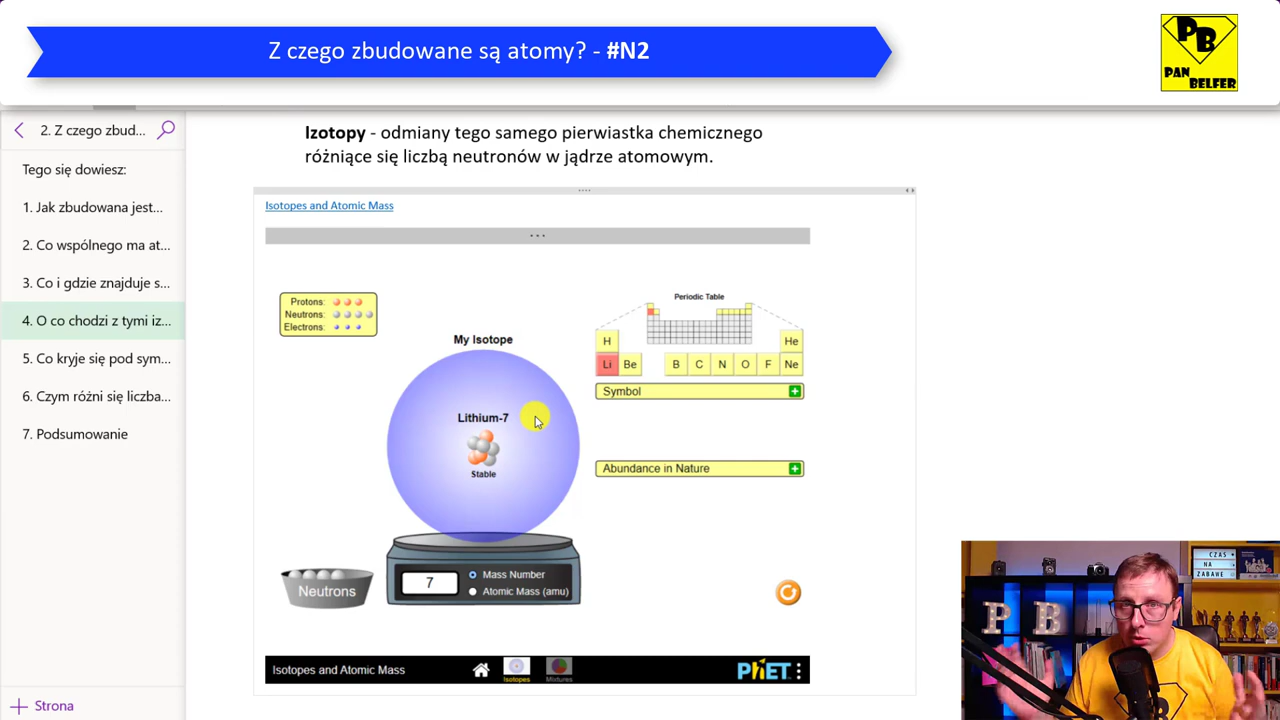 Z czego zbudowane są atomy? - #N2
PB
PAN
BELFER
2. Z czego zbud...
Tego się dowiesz:
1. Jak zbudowana jest...
2. Co wspólnego ma at...
3. Co i gdzie znajduje s...
4. O co chodzi z tymi iz...
5. Co kryje się pod sym...
6. Czym różni się liczba...
7. Podsumowanie
Strona
Izotopy - odmiany tego samego pierwiastka chemicznego
różniące się liczbą neutronów w jądrze atomowym.
Isotopes and Atomic Mass
Protons:
Neutrons:
Electrons:
My Isotope
Lithium-7
Stable
Neutrons
7
Mass Number
Atomic Mass (amu)
Periodic Table
H He
Li Be B C N O F Ne
Symbol
Abundance in Nature
Isotopes and Atomic Mass
Isotopes
Mixtures
PhET
CZAS
NA
ZABAWE
P B